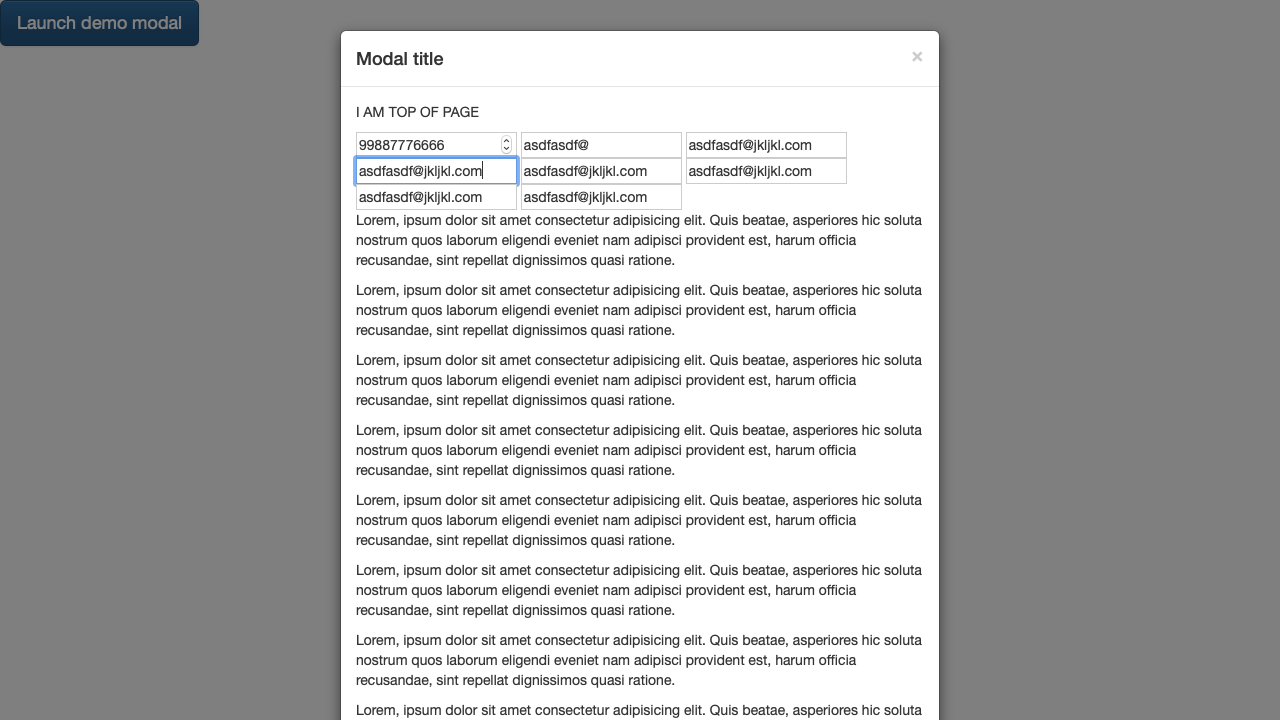 Launch demo modal
Modal title
×
I AM TOP OF PAGE
99887776666 asdfasdf@ asdfasdf@jkljkl.com
asdfasdf@jkljkl.com asdfasdf@jkljkl.com asdfasdf@jkljkl.com
asdfasdf@jkljkl.com asdfasdf@jkljkl.com
Lorem, ipsum dolor sit amet consectetur adipisicing elit. Quis beatae, asperiores hic soluta
nostrum quos laborum eligendi eveniet nam adipisci provident est, harum officia
recusandae, sint repellat dignissimos quasi ratione.
Lorem, ipsum dolor sit amet consectetur adipisicing elit. Quis beatae, asperiores hic soluta
nostrum quos laborum eligendi eveniet nam adipisci provident est, harum officia
recusandae, sint repellat dignissimos quasi ratione.
Lorem, ipsum dolor sit amet consectetur adipisicing elit. Quis beatae, asperiores hic soluta
nostrum quos laborum eligendi eveniet nam adipisci provident est, harum officia
recusandae, sint repellat dignissimos quasi ratione.
Lorem, ipsum dolor sit amet consectetur adipisicing elit. Quis beatae, asperiores hic soluta
nostrum quos laborum eligendi eveniet nam adipisci provident est, harum officia
recusandae, sint repellat dignissimos quasi ratione.
Lorem, ipsum dolor sit amet consectetur adipisicing elit. Quis beatae, asperiores hic soluta
nostrum quos laborum eligendi eveniet nam adipisci provident est, harum officia
recusandae, sint repellat dignissimos quasi ratione.
Lorem, ipsum dolor sit amet consectetur adipisicing elit. Quis beatae, asperiores hic soluta
nostrum quos laborum eligendi eveniet nam adipisci provident est, harum officia
recusandae, sint repellat dignissimos quasi ratione.
Lorem, ipsum dolor sit amet consectetur adipisicing elit. Quis beatae, asperiores hic soluta
nostrum quos laborum eligendi eveniet nam adipisci provident est, harum officia
recusandae, sint repellat dignissimos quasi ratione.
Lorem, ipsum dolor sit amet consectetur adipisicing elit. Quis beatae, asperiores hic soluta